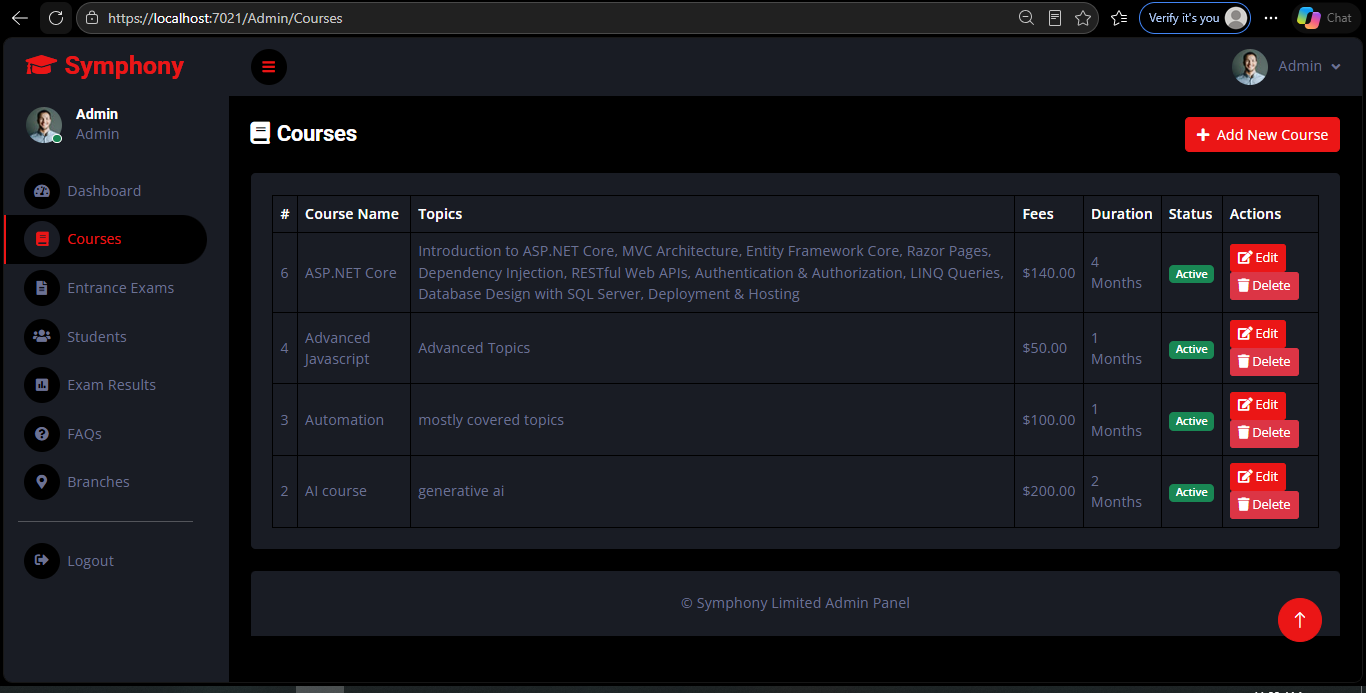 https://localhost:7021/Admin/Courses
Verify it's you
Chat
Symphony
Admin
Admin
Admin
Dashboard
Courses
Entrance Exams
Students
Exam Results
FAQs
Branches
Logout
Courses
+ Add New Course
# Course Name Topics Fees Duration Status Actions
6 ASP.NET Core Introduction to ASP.NET Core, MVC Architecture, Entity Framework Core, Razor Pages,
Dependency Injection, RESTful Web APIs, Authentication & Authorization, LINQ Queries,
Database Design with SQL Server, Deployment & Hosting
$140.00 4
Months
Active Edit
Delete
4 Advanced
Javascript
Advanced Topics $50.00 1
Months
Active Edit
Delete
3 Automation mostly covered topics $100.00 1
Months
Active Edit
Delete
2 AI course generative ai $200.00 2
Months
Active Edit
Delete
© Symphony Limited Admin Panel